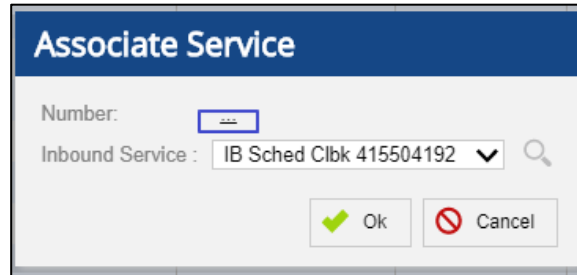 Associate Service
Number: ...
Inbound Service : IB Sched Clbk 415504192
Ok Cancel